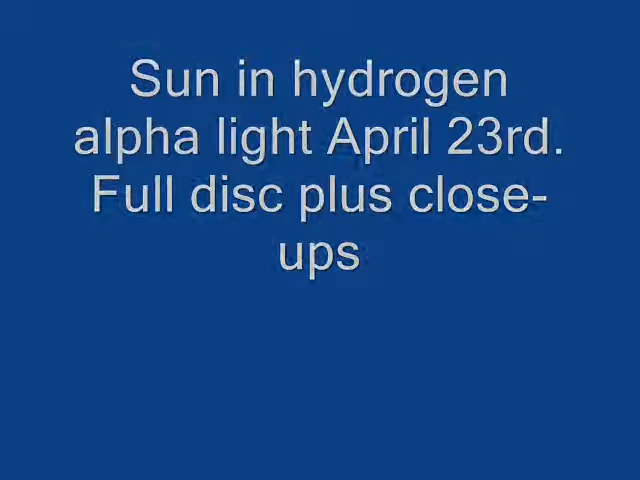 Sun in hydrogen
alpha light April 23rd.
Full disc plus close-
ups